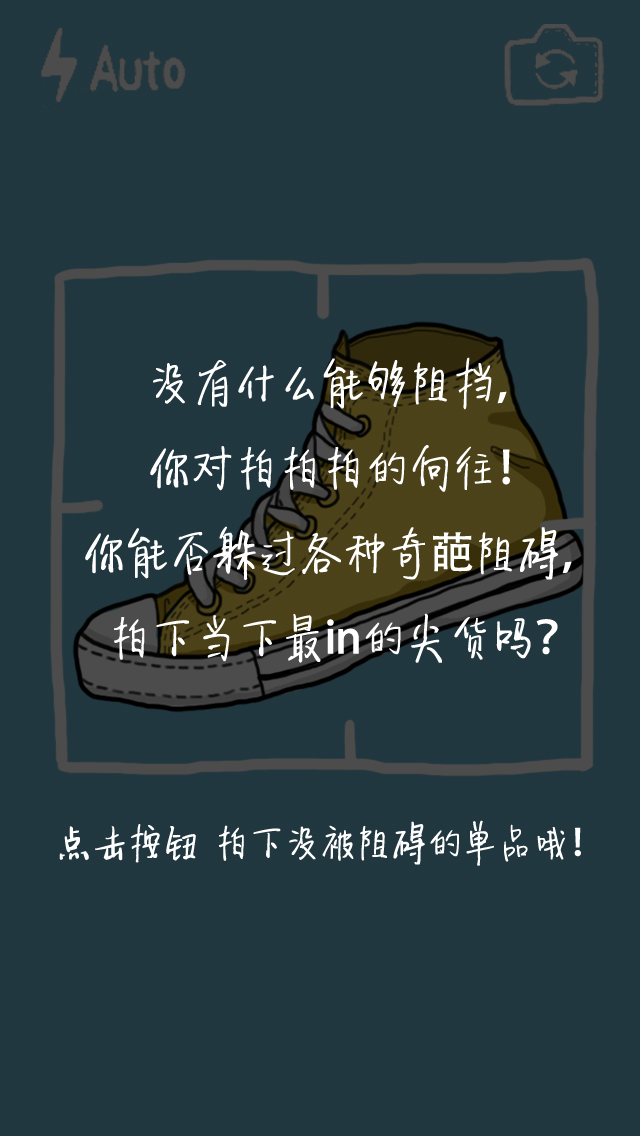 Auto
没有什么能够阻挡,
你对拍拍拍的向往!
你能否躲过各种奇葩阻碍,
拍下当下最in的尖货吗?
点击按钮 拍下没被阻碍的单品哦!